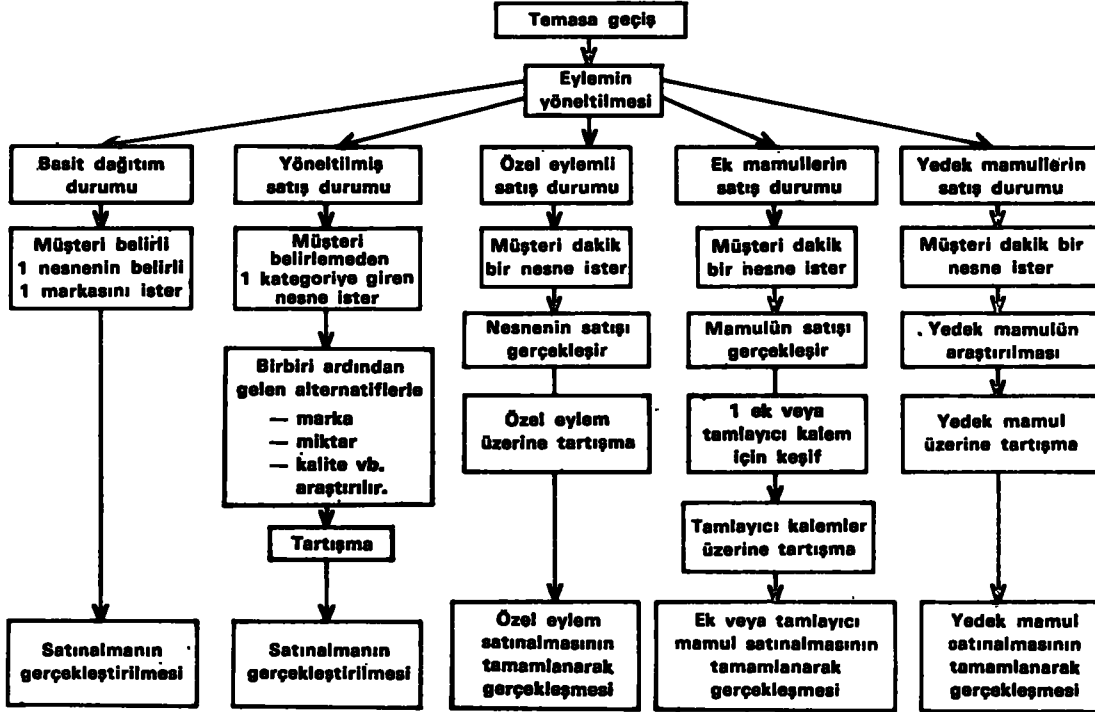 Temasa geçiş
Eylemin
yöneltilmesi
Basit dağıtım
durumu
Yöneltilmiş
satış durumu
Özel eylemli
satış durumu
Ek mamullerin
satış durumu
Yedek mamullerin
satış durumu
Müşteri belirli
1 nesnenin belirli
1 markasını ister
Müşteri
belirlemeden
1 kategoriye giren
nesne ister
Müşteri dakik
bir nesne ister
Müşteri dakik
bir nesne ister
Müşteri dakik bir
nesne ister
Nesnenin satışı
gerçekleşir
Mamulün satışı
gerçekleşir
. Yedek mamulün
araştırılması
Birbiri ardından
gelen alternatiflerle
— marka
— miktar
— kalite vb.
araştırılır.
Özel eylem
üzerine tartışma
1 ek veya
tamlayıcı kalem
için keşif
Yedek mamul
üzerine tartışma
Tartışma
Tamlayıcı kalemler
üzerine tartışma
Satınalmanın
gerçekleştirilmesi
Satınalmanın
gerçekleştirilmesi
Özel eylem
satınalmasının
tamamlanarak
gerçekleşmesi
Ek veya tamlayıcı
mamul satınalmasının
tamamlanarak
gerçekleşmesi
Yedek mamul
satınalmasının
tamamlanarak
gerçekleşmesi